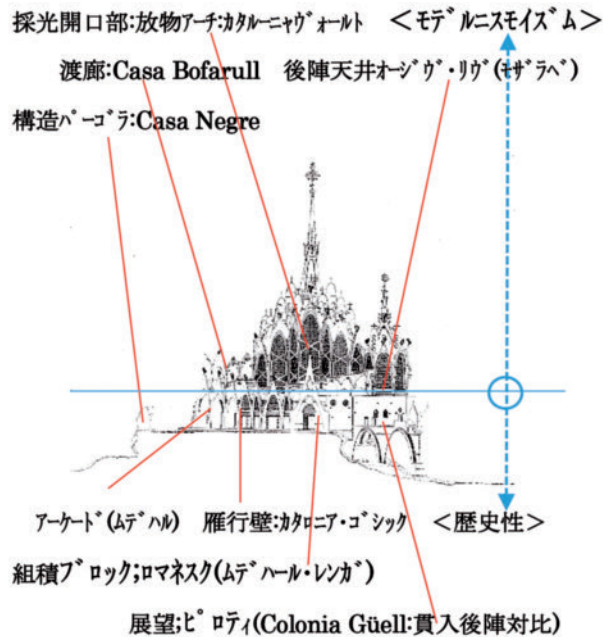 採光開口部:放物ｱｰﾁ:ｶﾀﾙｰﾆｬｳﾞｫｰﾙﾄ　＜ﾓﾃﾞﾙﾆｽﾓｲｽﾞﾑ＞
渡廊:Casa Bofarull　後陣天井ｵｰｼﾞｳﾞ･ﾘｳﾞ(ﾓｻﾞﾗﾍﾞ)
構造ﾊﾟｰｺﾞﾗ:Casa Negre
ｱｰｹｰﾄﾞ(ﾑﾃﾞﾊﾙ)　雁行壁:ｶﾀﾛﾆｱ･ｺﾞｼｯｸ　＜歴史性＞
組積ﾌﾞﾛｯｸ;ﾛﾏﾈｽｸ(ﾑﾃﾞﾊｰﾙ･ﾚﾝｶﾞ)
展望;ﾋﾟﾛﾃｨ(Colonia Güell:貫入後陣対比)